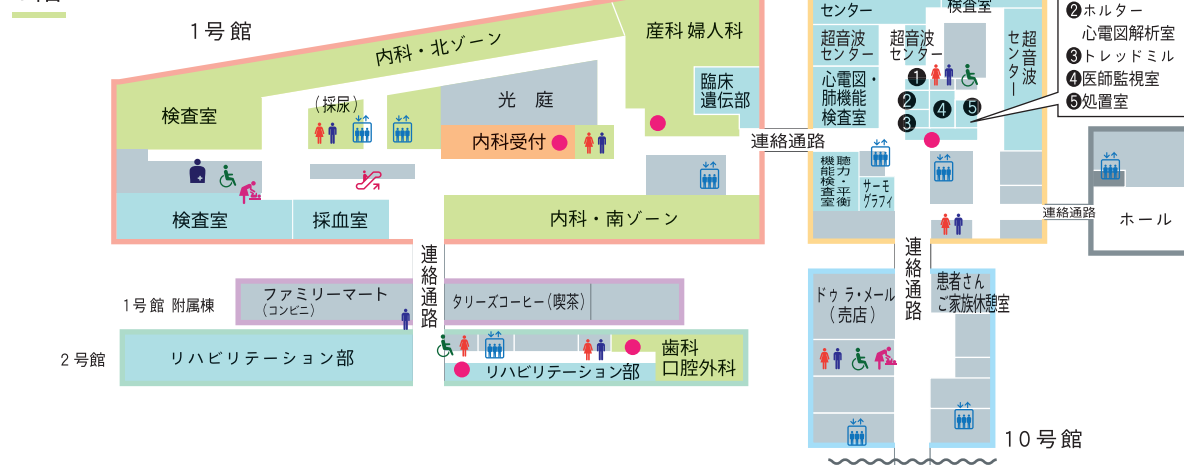 1号館
内科・北ゾーン
産科 婦人科
検査室
（採尿）
光 庭
臨床
遺伝部
内科受付
連絡通路
検査室
採血室
内科・南ゾーン
センター
検査室
超音波
センター
超音波
センター
超音波
センター
心電図・
肺機能
検査室
❶
❷
❸
❹
❺
❷ホルター
心電図解析室
❸トレッドミル
❹医師監視室
❺処置室
聴力・平衡
機能検査室
サーモ
グラフィ
連絡通路
ホール
連絡通路
連絡通路
1号館 附属棟
ファミリーマート
（コンビニ）
タリーズコーヒー（喫茶）
ドゥ ラ・メール
（売店）
患者さん
ご家族休憩室
2号館
リハビリテーション部
リハビリテーション部
歯科
口腔外科
10号館